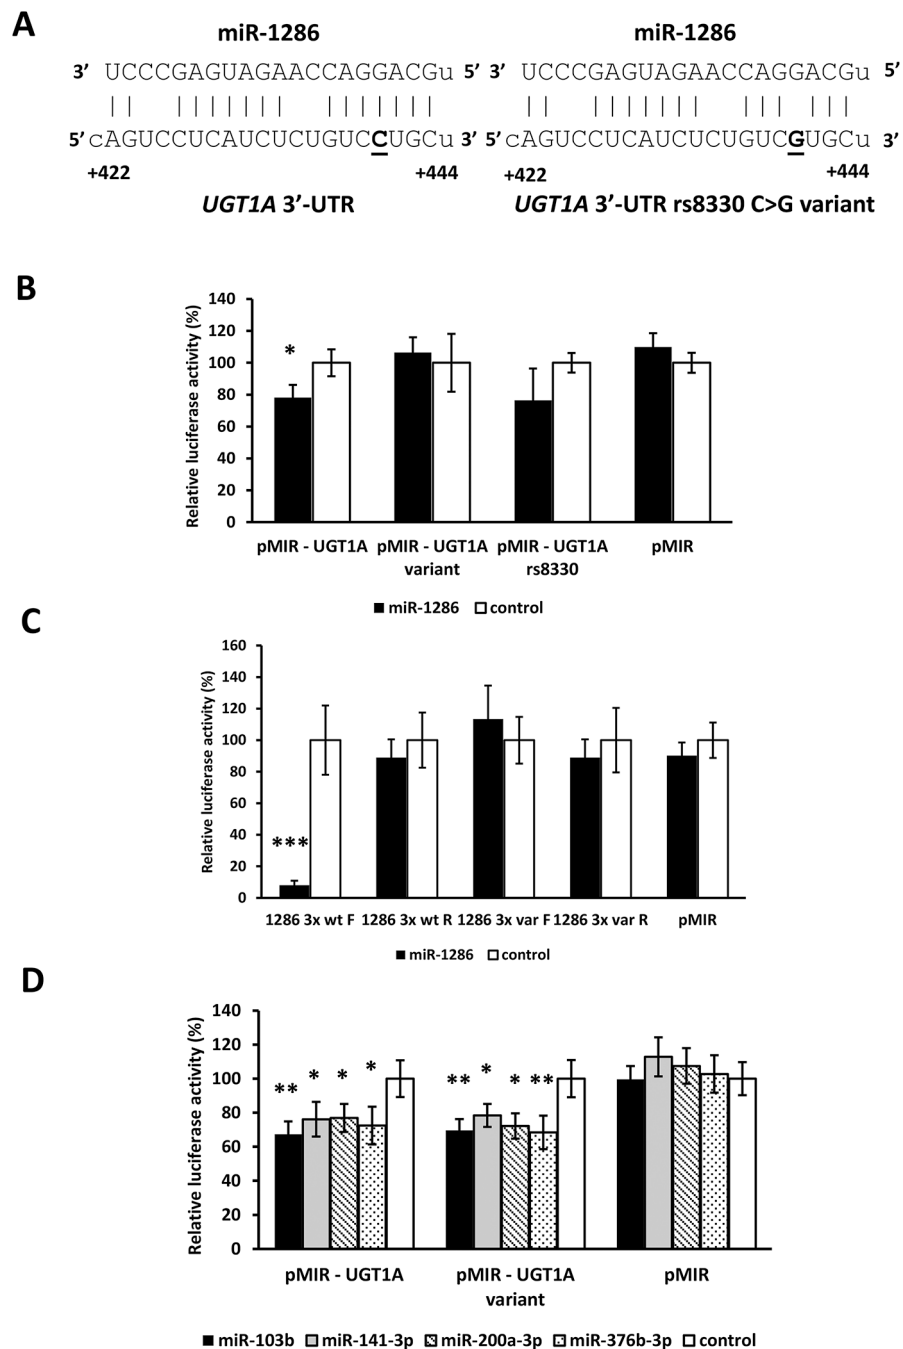 A
miR-1286 miR-1286
3’ UCCCGAGUAGAACCAGGACGu 5’ 3’ UCCCGAGUAGAACCAGGACGu 5’
5’ cAGUCCUCAUCUCUGUCCUGCu 3’ 5’ cAGUCCUCAUCUCUGUCGUGCu 3’
+422 +444 +422 +444
UGT1A 3’-UTR UGT1A 3’-UTR rs8330 C>G variant
B
Relative luciferase activity (%)
140
120
100
80
60
40
20
0
*
pMIR - UGT1A pMIR - UGT1A pMIR - UGT1A pMIR
variant rs8330
miR-1286 control
C
Relative luciferase activity (%)
160
140
120
100
80
60
40
20
0
***
1286 3x wt F 1286 3x wt R 1286 3x var F 1286 3x var R pMIR
miR-1286 control
D
Relative luciferase activity (%)
140
120
100
80
60
40
20
0
** * * * ** * * **
pMIR - UGT1A pMIR - UGT1A pMIR
variant
miR-103b miR-141-3p miR-200a-3p miR-376b-3p control